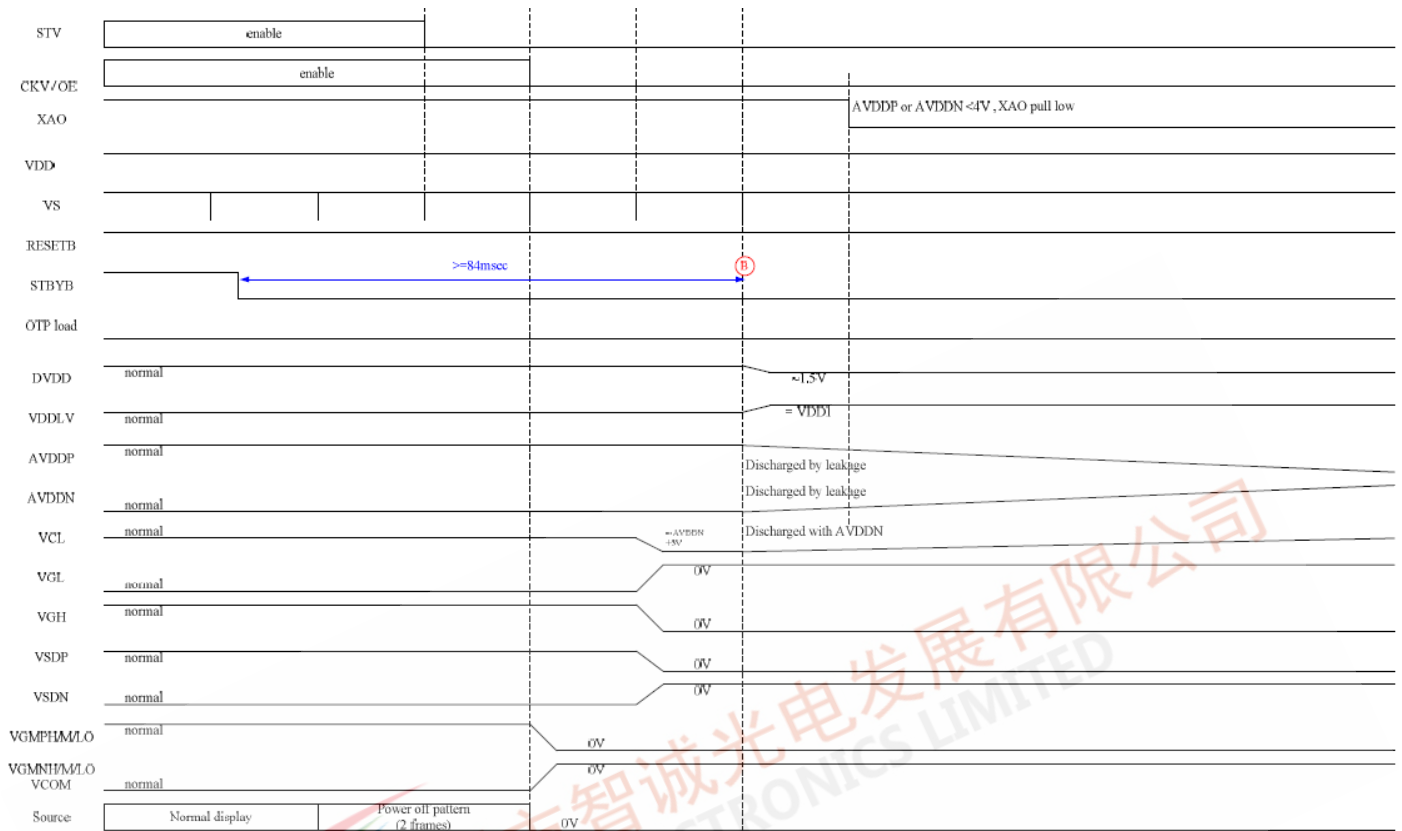 STV enable
CKV/OE enable
XAO AVDDP or AVDDN <4V , XAO pull low
VDD
VS
RESETB
>=84msec B
STBYB
OTP load
DVDD normal ~1.5V
VDDLV normal = VDDI
AVDDP normal Discharged by leakage
AVDDN normal Discharged by leakage
VCL normal ~AVDDN Discharged with AVDDN
+5V
VGL normal 0V
VGH normal 0V
VSDP normal 0V
VSDN normal 0V
VGMPH/M/LO normal 0V
VGMNH/M/LO 0V
VCOM normal
Source Normal display Power off pattern 0V
(2 frames)
方智诚光电发展有限公司
CTRONICS LIMITED